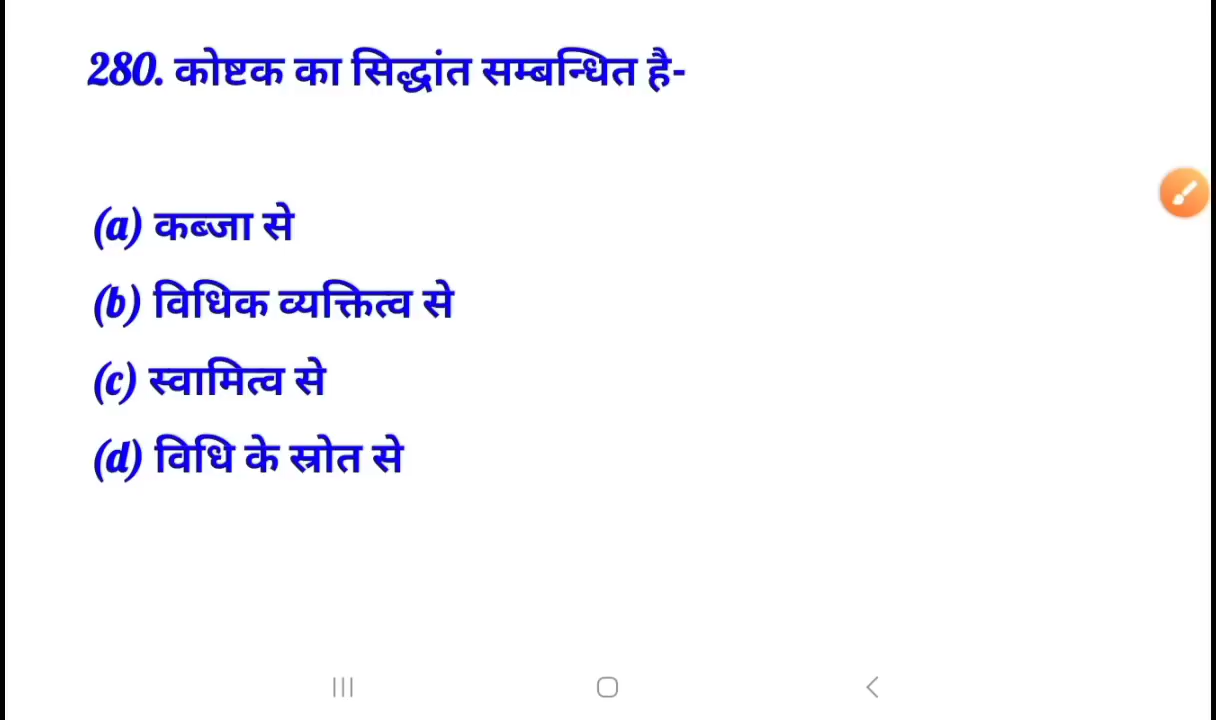 280. कोष्टक का सिद्धांत सम्बन्धित है-
(a) कब्जा से
(b) विधिक व्यक्तित्व से
(c) स्वामित्व से
(d) विधि के स्रोत से